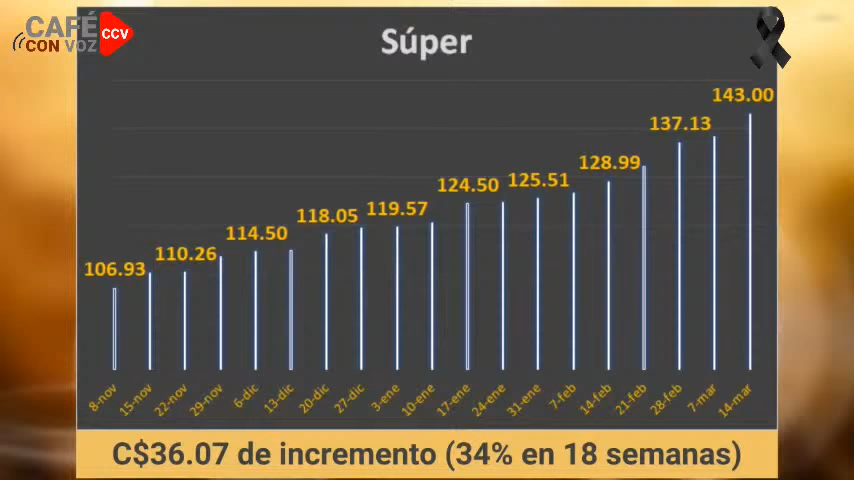 CAFÉ
CON VOZ
CCV
Súper
106.93
110.26
114.50
118.05
119.57
124.50
125.51
128.99
137.13
143.00
8-nov
15-nov
22-nov
29-nov
6-dic
13-dic
20-dic
27-dic
3-ene
10-ene
17-ene
24-ene
31-ene
7-feb
14-feb
21-feb
28-feb
7-mar
14-mar
C$36.07 de incremento (34% en 18 semanas)